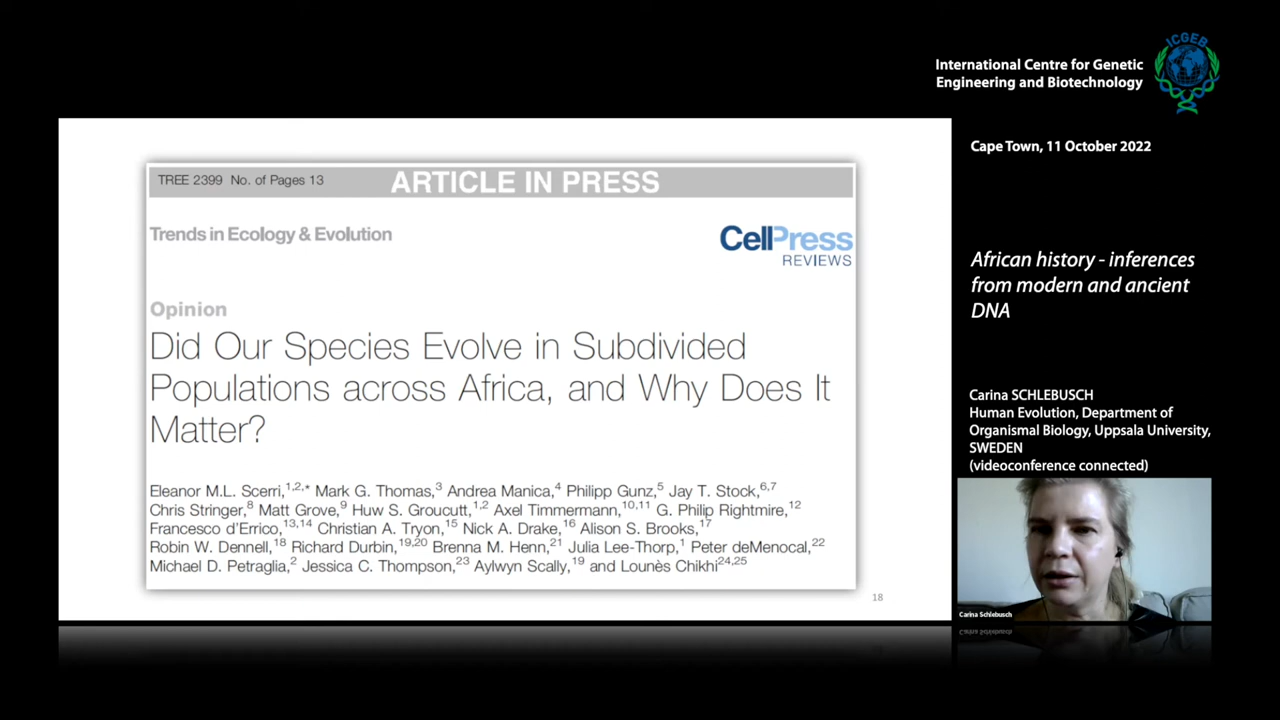 ICGEB
International Centre for Genetic
Engineering and Biotechnology
Cape Town, 11 October 2022
TREE 2399 No. of Pages 13
ARTICLE IN PRESS
Trends in Ecology & Evolution
CellPress
REVIEWS
Opinion
Did Our Species Evolve in Subdivided
Populations across Africa, and Why Does It
Matter?
Eleanor M.L. Scerri,1,2,* Mark G. Thomas,3 Andrea Manica,4 Philipp Gunz,5 Jay T. Stock,6,7
Chris Stringer,8 Matt Grove,9 Huw S. Groucutt,1,2 Axel Timmermann,10,11 G. Philip Rightmire,12
Francesco d'Errico,13,14 Christian A. Tryon,15 Nick A. Drake,16 Alison S. Brooks,17
Robin W. Dennell,18 Richard Durbin,19,20 Brenna M. Henn,21 Julia Lee-Thorp,1 Peter deMenocal,22
Michael D. Petraglia,2 Jessica C. Thompson,23 Aylwyn Scally,19 and Lounès Chikhi24,25
18
African history - inferences
from modern and ancient
DNA
Carina SCHLEBUSCH
Human Evolution, Department of
Organismal Biology, Uppsala University,
SWEDEN
(videoconference connected)
Carina Schlebusch